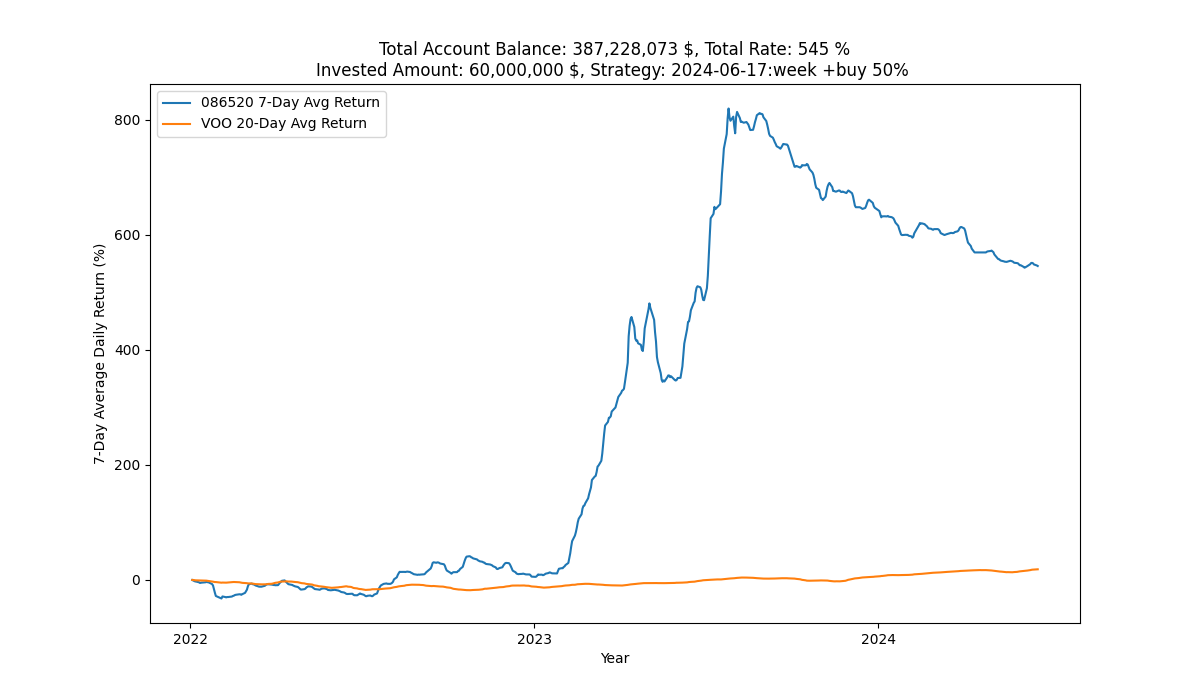 Total Account Balance: 387,228,073 $, Total Rate: 545 %
Invested Amount: 60,000,000 $, Strategy: 2024-06-17:week +buy 50%
086520 7-Day Avg Return
VOO 20-Day Avg Return
7-Day Average Daily Return (%)
800
600
400
200
0
2022
2023
2024
Year